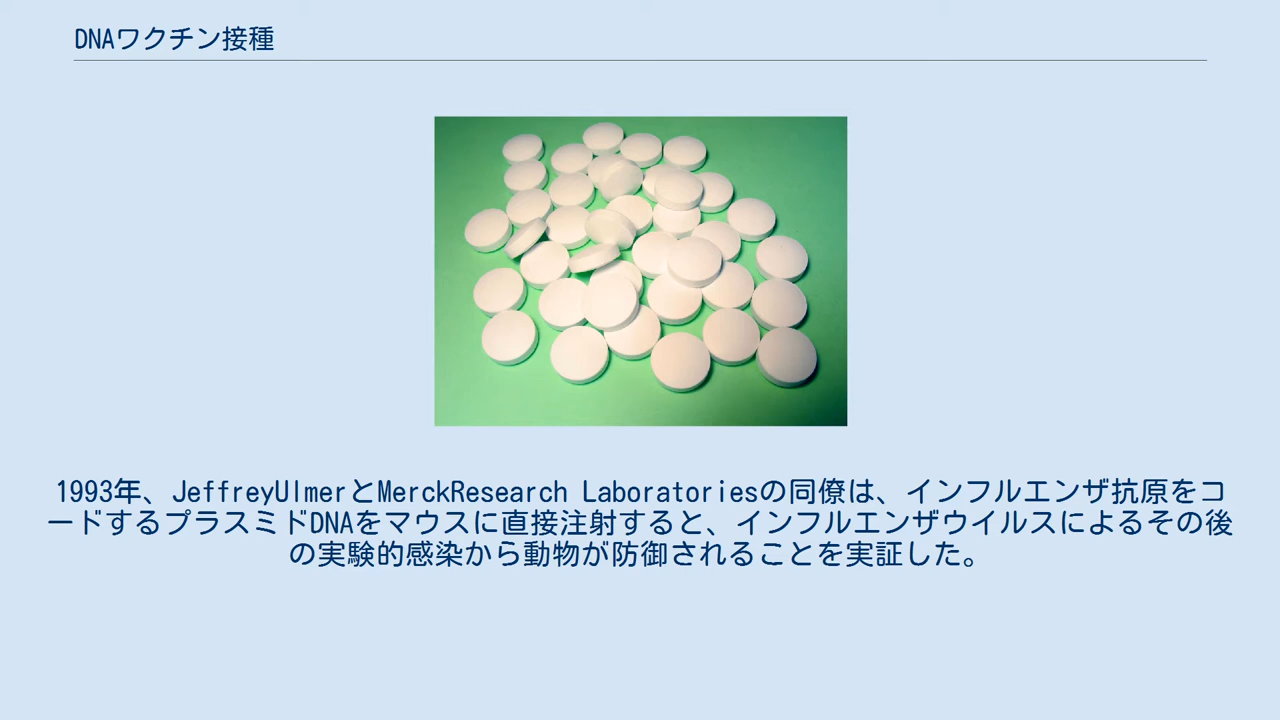 DNAワクチン接種
1993年、JeffreyUlmerとMerckResearch Laboratoriesの同僚は、インフルエンザ抗原をコ
ードするプラスミドDNAをマウスに直接注射すると、インフルエンザウイルスによるその後
の実験的感染から動物が防御されることを実証した。